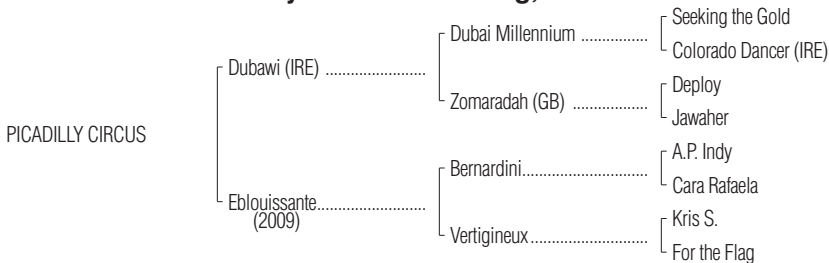 Seeking the Gold
Dubai Millennium ................
Colorado Dancer (IRE)
Dubawi (IRE) ........................
Deploy
Zomaradah (GB) ..................
Jawaher
PICADILLY CIRCUS
A.P. Indy
Bernardini..............................
Cara Rafaela
Eblouissante..........................
(2009)
Kris S.
Vertigineux............................
For the Flag